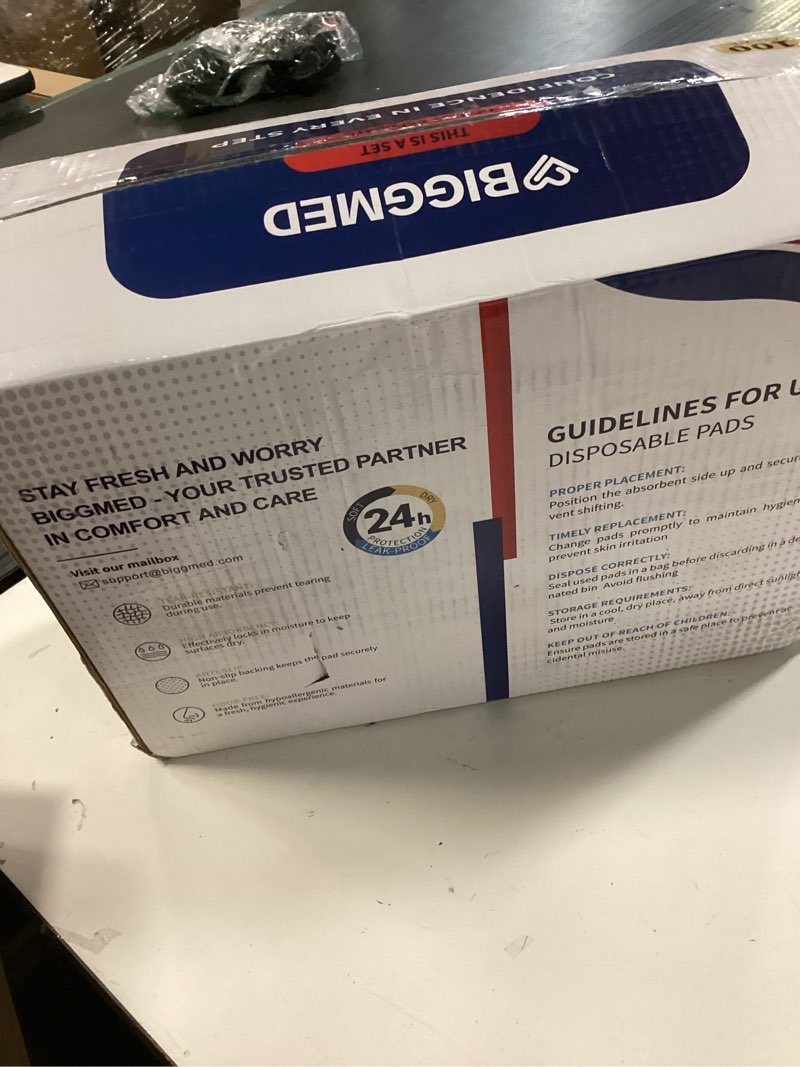 100
CONFIDENCE IN EVERY STEP
THIS IS A SET
BIGGMED
STAY FRESH AND WORRY
BIGGMED - YOUR TRUSTED PARTNER
IN COMFORT AND CARE
Visit our mailbox
support@biggmed.com
SOFT DRY
24h
PROTECTION
LEAK-PROOF
TEAR-RESISTANT:
Durable materials prevent tearing
during use.
Effectively locks in moisture to keep
surfaces dry.
ANTI-SLIP:
Non-slip backing keeps the pad securely
in place.
ODOR-FREE:
Made from hypoallergenic materials for
a fresh, hygienic experience.
GUIDELINES FOR U
DISPOSABLE PADS
PROPER PLACEMENT:
Position the absorbent side up and secur
vent shifting.
TIMELY REPLACEMENT:
Change pads promptly to maintain hygien
prevent skin irritation
DISPOSE CORRECTLY:
Seal used pads in a bag before discarding in a de
nated bin Avoid flushing
STORAGE REQUIREMENTS:
Store in a cool, dry place, away from direct sunligh
and moisture
KEEP OUT OF REACH OF CHILDREN:
Ensure pads are stored in a safe place to prevent ac
cidental misuse.